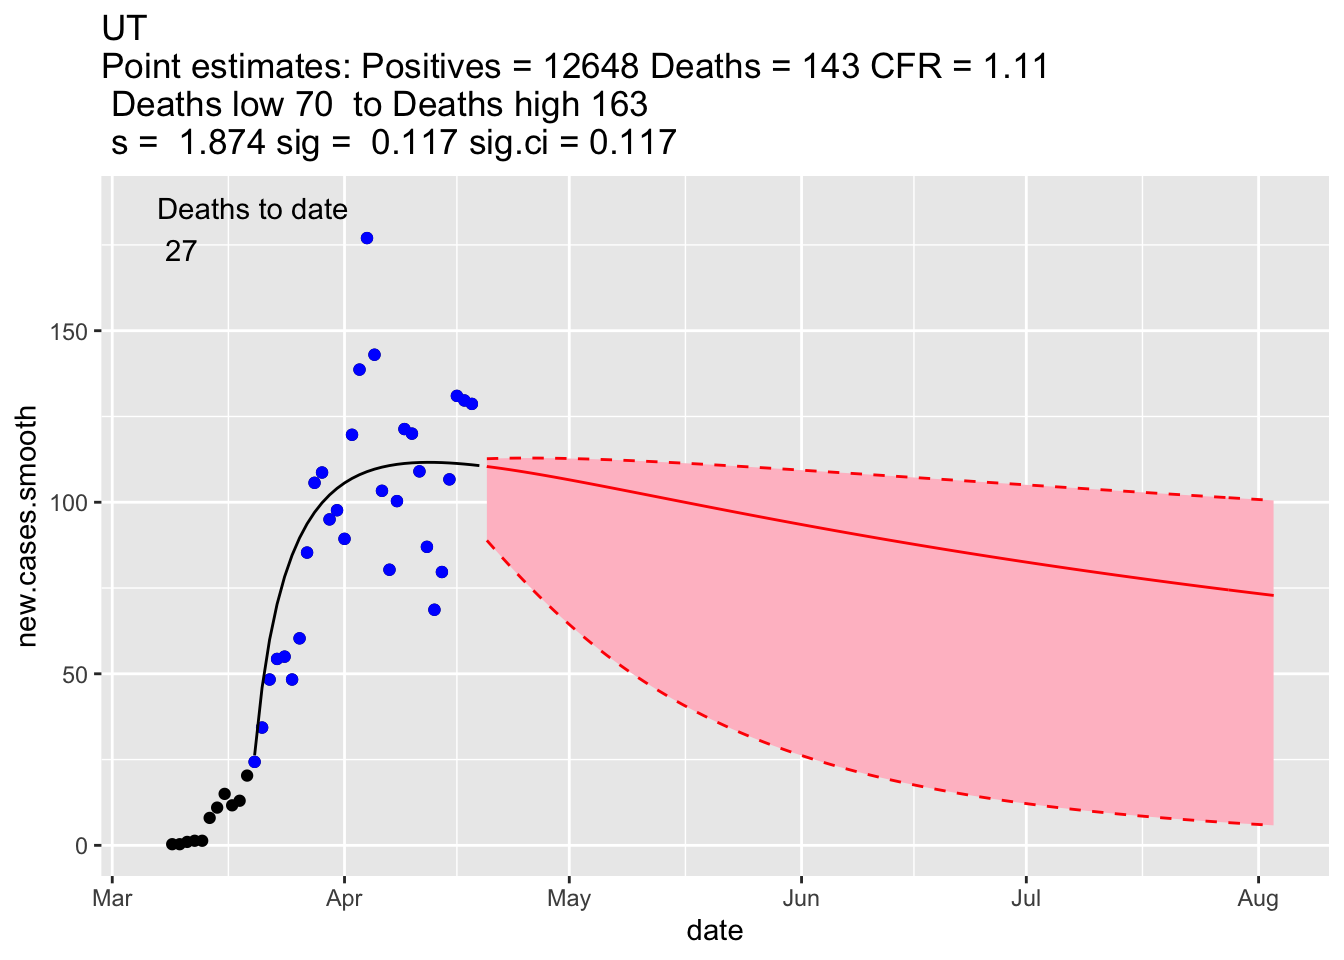 UT
Point estimates: Positives = 12648 Deaths = 143 CFR = 1.11
Deaths low 70  to Deaths high 163
s =  1.874 sig =  0.117 sig.ci = 0.117
Deaths to date
27
150
100
50
0
new.cases.smooth
Mar Apr May Jun Jul Aug
date